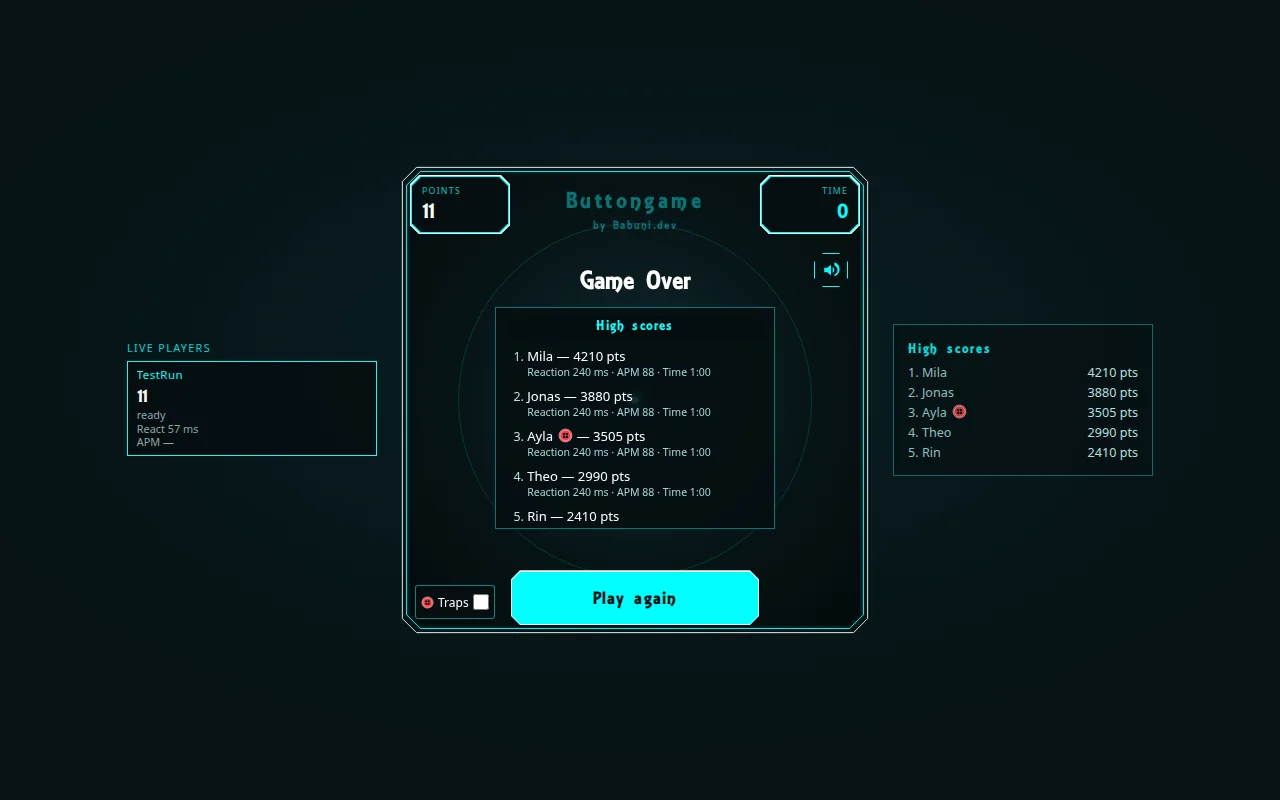 POINTS
11
Buttongame
by Babuni.dev
TIME
0
Game Over
High scores
1. Mila — 4210 pts
Reaction 240 ms · APM 88 · Time 1:00
2. Jonas — 3880 pts
Reaction 240 ms · APM 88 · Time 1:00
3. Ayla — 3505 pts
Reaction 240 ms · APM 88 · Time 1:00
4. Theo — 2990 pts
Reaction 240 ms · APM 88 · Time 1:00
5. Rin — 2410 pts
Traps
Play again
LIVE PLAYERS
TestRun
11
ready
React 57 ms
APM —
High scores
1. Mila 4210 pts
2. Jonas 3880 pts
3. Ayla 3505 pts
4. Theo 2990 pts
5. Rin 2410 pts